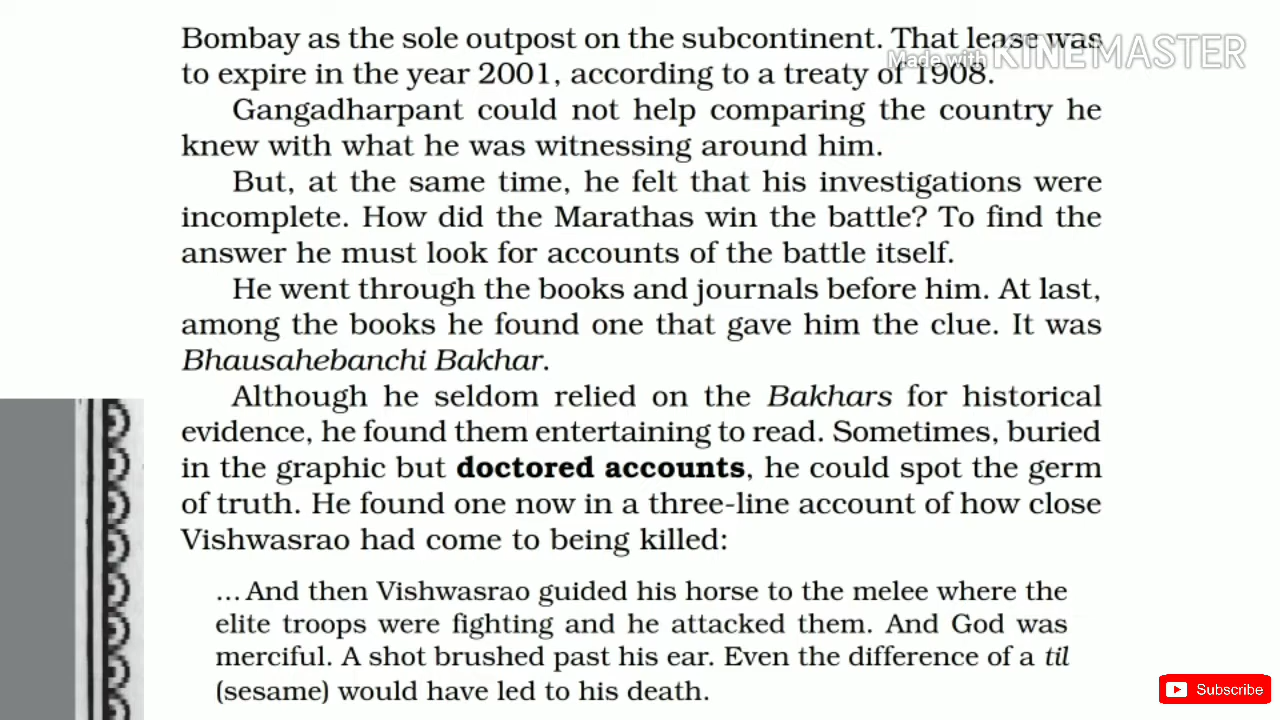 Bombay as the sole outpost on the subcontinent. That lease was
to expire in the year 2001, according to a treaty of 1908.
Made with KINEMASTER
Gangadharpant could not help comparing the country he
knew with what he was witnessing around him.
But, at the same time, he felt that his investigations were
incomplete. How did the Marathas win the battle? To find the
answer he must look for accounts of the battle itself.
He went through the books and journals before him. At last,
among the books he found one that gave him the clue. It was
Bhausahebanchi Bakhar.
Although he seldom relied on the Bakhars for historical
evidence, he found them entertaining to read. Sometimes, buried
in the graphic but doctored accounts, he could spot the germ
of truth. He found one now in a three-line account of how close
Vishwasrao had come to being killed:
... And then Vishwasrao guided his horse to the melee where the
elite troops were fighting and he attacked them. And God was
merciful. A shot brushed past his ear. Even the difference of a til
(sesame) would have led to his death.
Subscribe